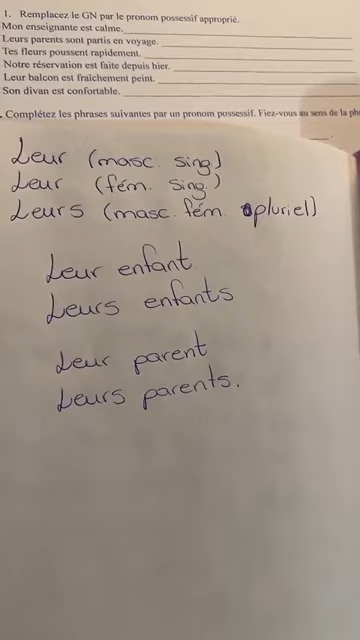 1. Remplacez le GN par le pronom possessif approprié.
Mon enseignante est calme.
Leurs parents sont partis en voyage.
Tes fleurs poussent rapidement.
Notre réservation est faite depuis hier.
Leur balcon est fraîchement peint.
Son divan est confortable.
. Complétez les phrases suivantes par un pronom possessif. Fiez-vous au sens de la
Leur (masc. sing.)
Leur (fém. sing.)
Leurs (masc. fém. pluriel)
Leur enfant
Leurs enfants
Leur parent
Leurs parents.